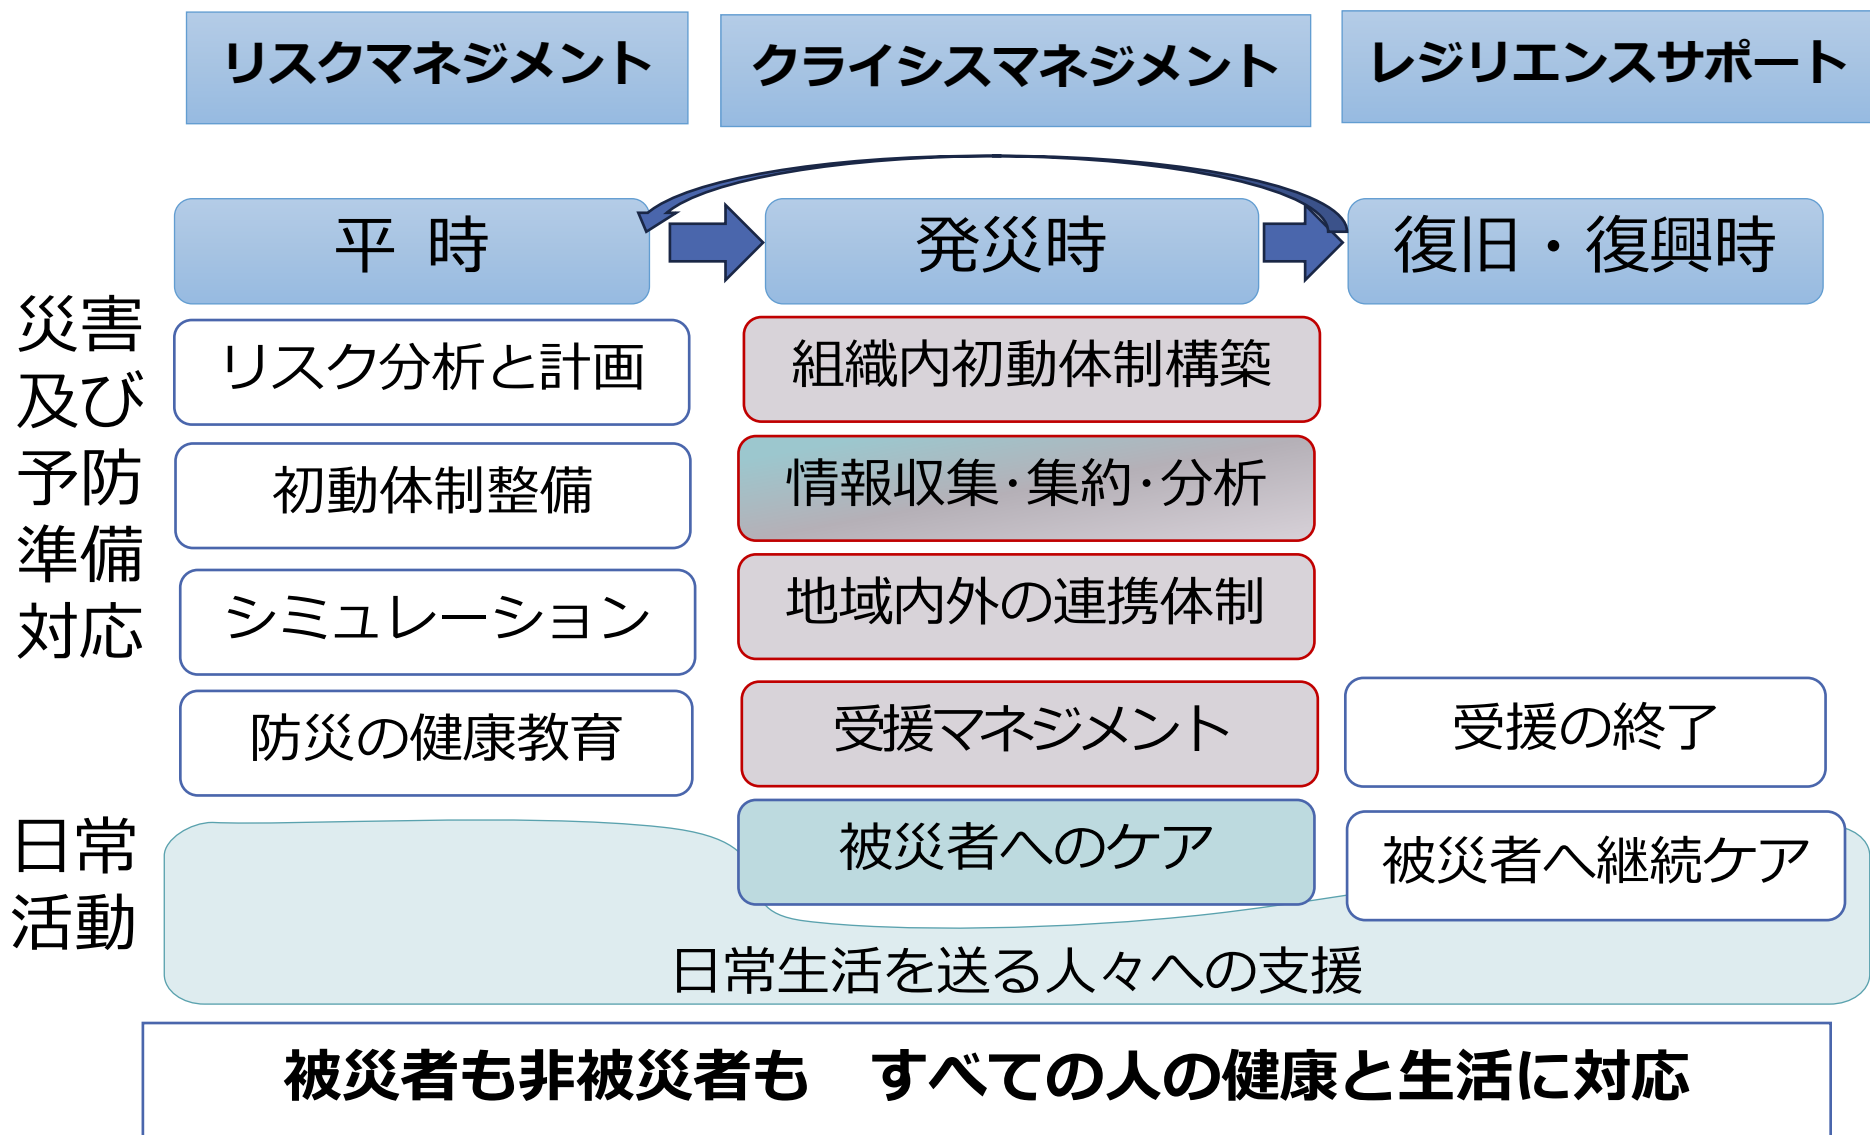 リスクマネジメント
クライシスマネジメント
レジリエンスサポート
平 時
発災時
復旧・復興時
災害
及び
予防
準備
対応
リスク分析と計画
組織内初動体制構築
初動体制整備
情報収集･集約･分析
シミュレーション
地域内外の連携体制
防災の健康教育
受援マネジメント
受援の終了
日常
活動
被災者へのケア
被災者へ継続ケア
日常生活を送る人々への支援
被災者も非被災者も　すべての人の健康と生活に対応